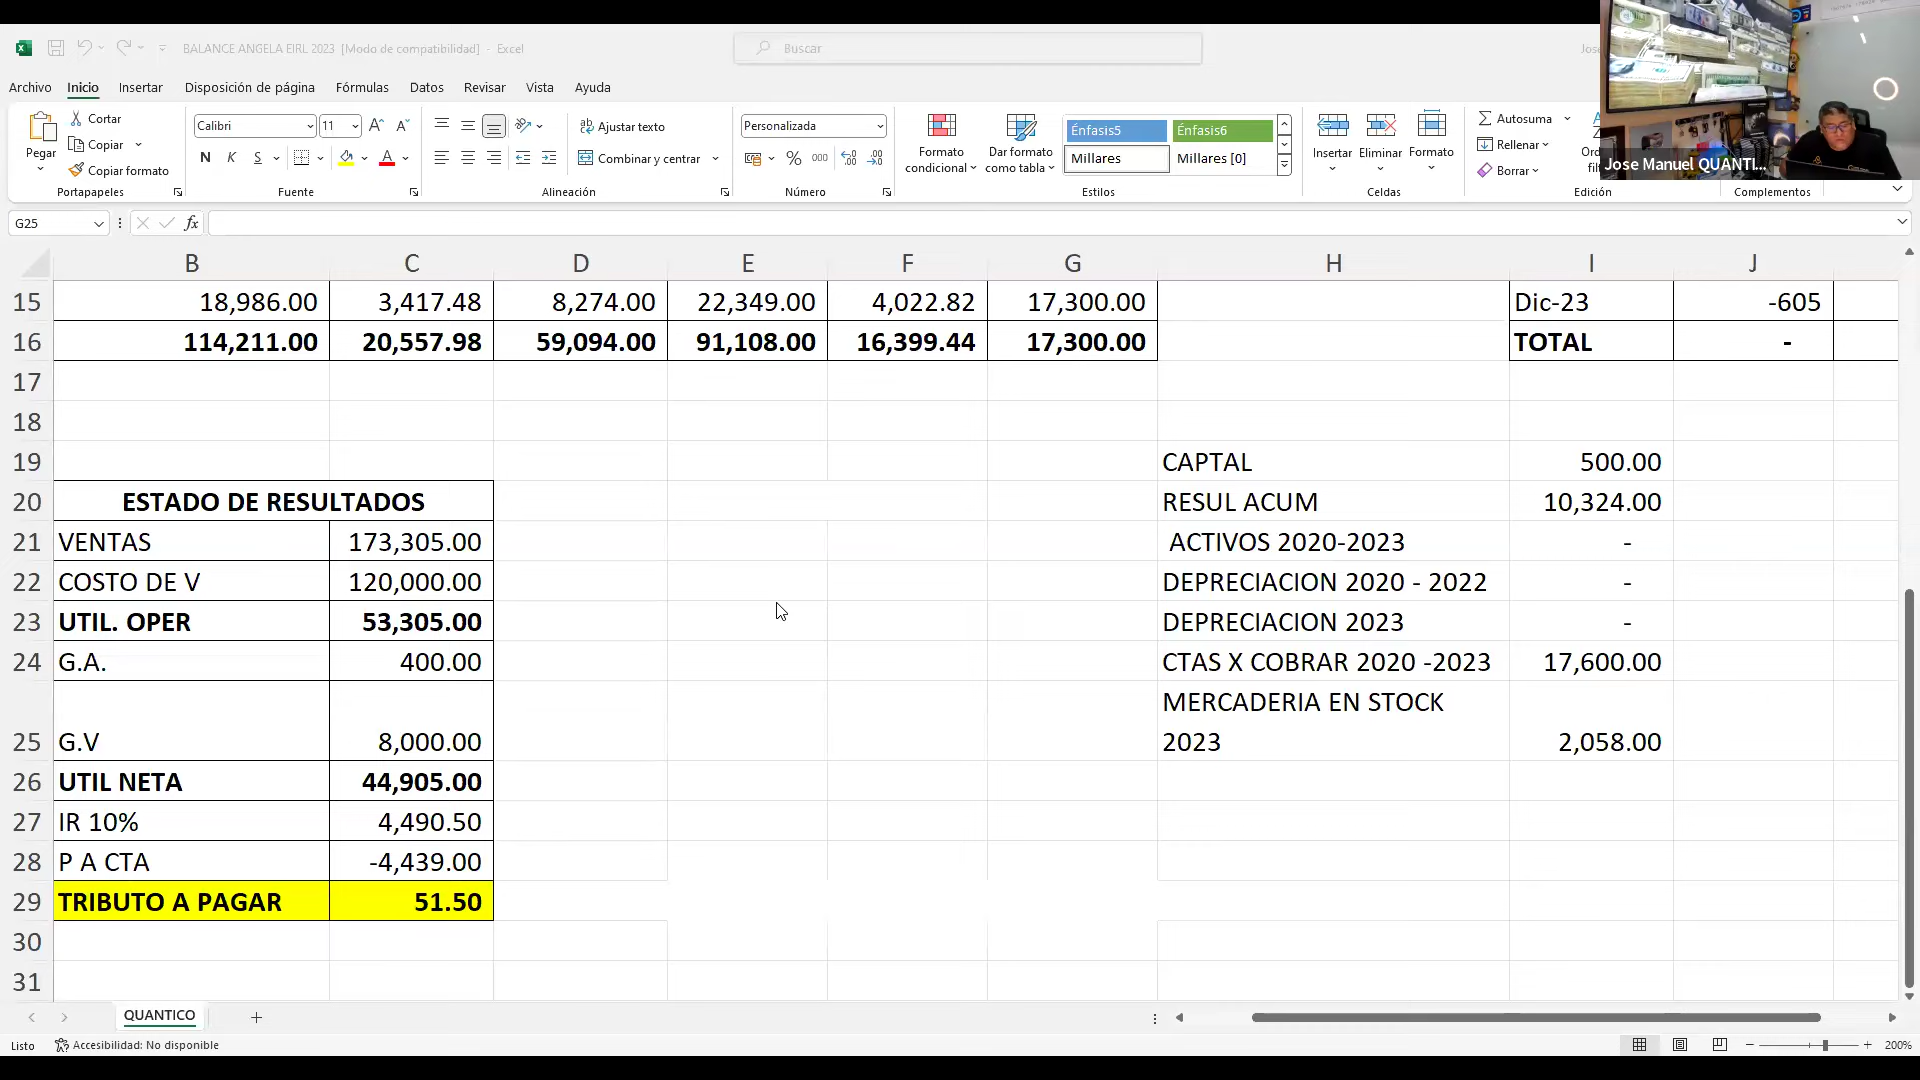 BALANCE ANGELA EIRL 2023 [Modo de compatibilidad] - Excel
Buscar
Archivo Inicio Insertar Disposición de página Fórmulas Datos Revisar Vista Ayuda
Pegar
Cortar
Copiar
Copiar formato
Portapapeles
Calibri 11
N K S
Fuente
Ajustar texto
Combinar y centrar
Alineación
Personalizada
% 000
Número
Formato condicional
Dar formato como tabla
Énfasis5 Énfasis6
Millares Millares [0]
Estilos
Insertar Eliminar Formato
Celdas
Autosuma
Rellenar
Borrar
Edición
Complementos
Jose Manuel QUANTI...
G25
fx
B C D E F G H I J
15 18,986.00 3,417.48 8,274.00 22,349.00 4,022.82 17,300.00 Dic-23 -605
16 114,211.00 20,557.98 59,094.00 91,108.00 16,399.44 17,300.00 TOTAL -
17
18
19 CAPTAL 500.00
20 ESTADO DE RESULTADOS RESUL ACUM 10,324.00
21 VENTAS 173,305.00 ACTIVOS 2020-2023 -
22 COSTO DE V 120,000.00 DEPRECIACION 2020 - 2022 -
23 UTIL. OPER 53,305.00 DEPRECIACION 2023 -
24 G.A. 400.00 CTAS X COBRAR 2020 -2023 17,600.00
MERCADERIA EN STOCK
25 G.V 8,000.00 2023 2,058.00
26 UTIL NETA 44,905.00
27 IR 10% 4,490.50
28 P A CTA -4,439.00
29 TRIBUTO A PAGAR 51.50
30
31
QUANTICO
Listo Accesibilidad: No disponible 200%